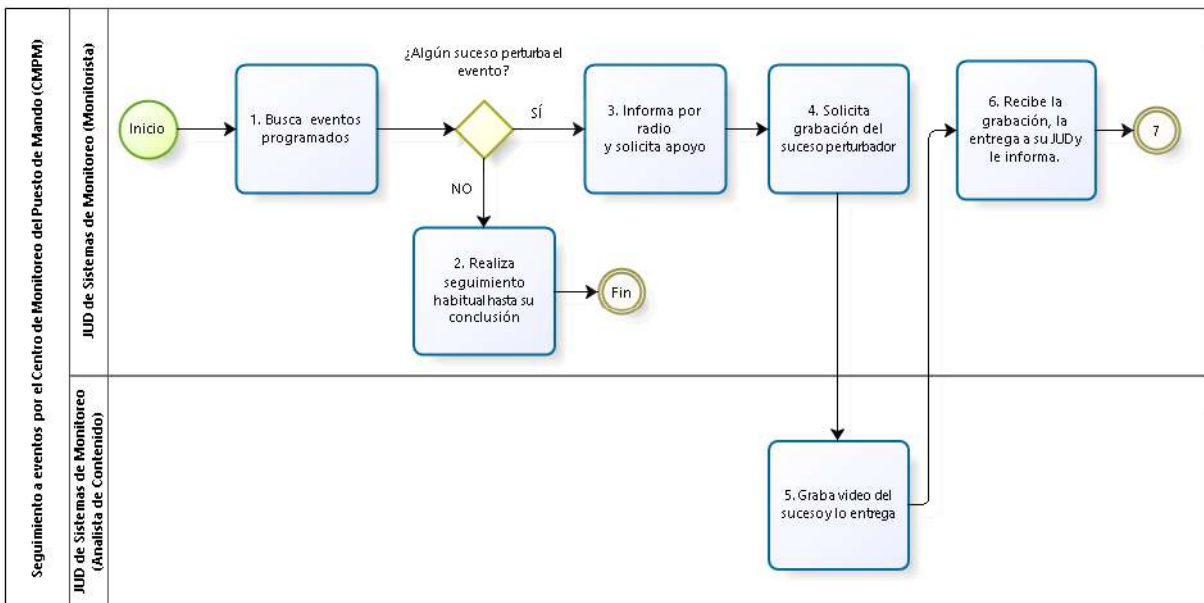 Seguimiento a eventos por el Centro de Monitoreo del Puesto de Mando (CMPM)
JUD de Sistemas de Monitoreo (Monitorista)
Inicio
1. Busca eventos
programados
¿Algún suceso perturba el
evento?
SÍ
NO
2. Realiza
seguimiento
habitual hasta su
conclusión
Fin
3. Informa por
radio
y solicita apoyo
4. Solicita
grabación del
suceso perturbador
6. Recibe la
grabación, la
entrega a su JUD y
le informa.
7
JUD de Sistemas de Monitoreo
(Analista de Contenido)
5. Graba video del
suceso y lo entrega